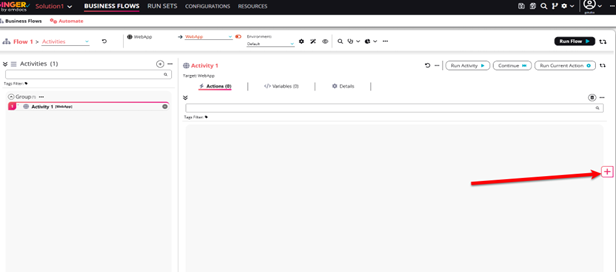 GINGER
by amdocs
Solution1
BUSINESS FLOWS
RUN SETS
CONFIGURATIONS
RESOURCES
Business Flows
Automate
Flow 1 > Activities
WebApp
WebApp
Environment:
Default
Run Flow
Activities (1)
Tags Filter:
Group (1)
1
Activity 1 (WebApp)
Activity 1
Target: WebApp
Run Activity
Continue
Run Current Action
Actions (0)
</> Variables (0)
Details
Tags Filter: